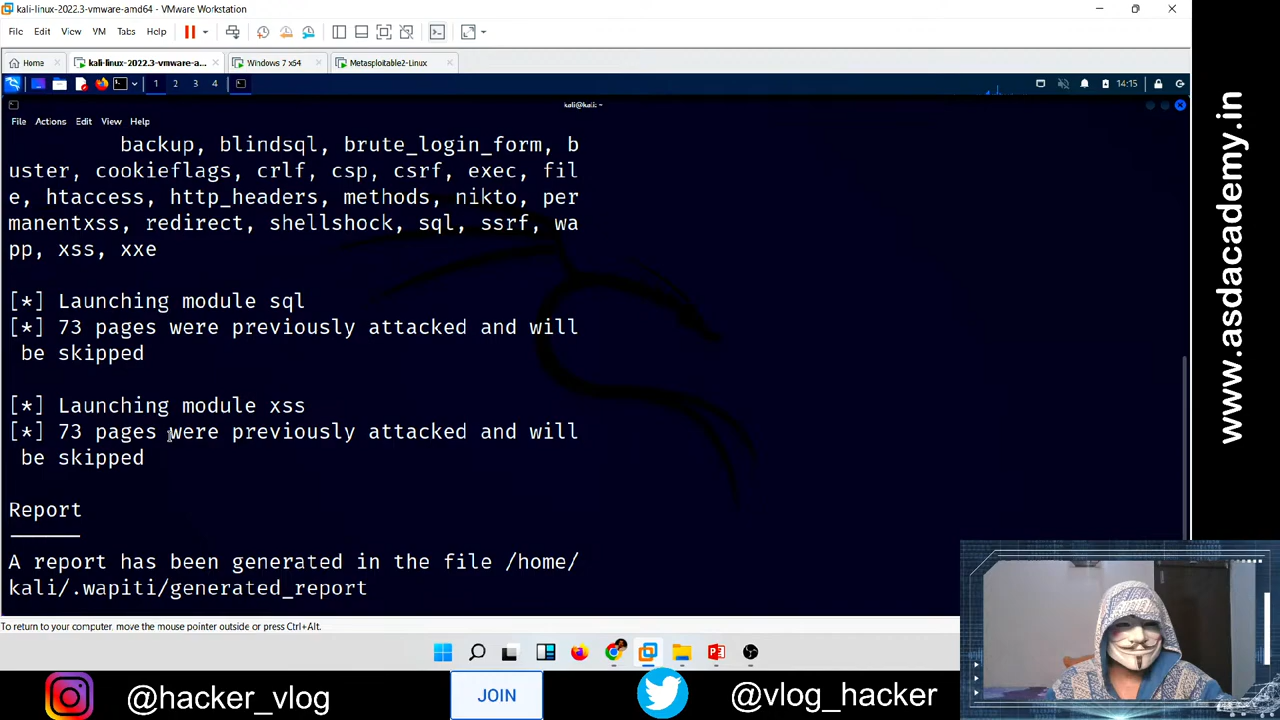 kali-linux-2022.3-vmware-amd64 - VMware Workstation
File Edit View VM Tabs Help
Home kali-linux-2022.3-vmware-a... Windows 7 x64 Metasploitable2-Linux
1 2 3 4 14:15
kali@kali: ~
File Actions Edit View Help
backup, blindsql, brute_login_form, b
uster, cookieflags, crlf, csp, csrf, exec, fil
e, htaccess, http_headers, methods, nikto, per
manentxss, redirect, shellshock, sql, ssrf, wa
pp, xss, xxe
[*] Launching module sql
[*] 73 pages were previously attacked and will
be skipped
[*] Launching module xss
[*] 73 pages were previously attacked and will
be skipped
Report
A report has been generated in the file /home/
kali/.wapiti/generated_report
To return to your computer, move the mouse pointer outside or press Ctrl+Alt.
www.asdacademy.in
@hacker_vlog
JOIN
@vlog_hacker